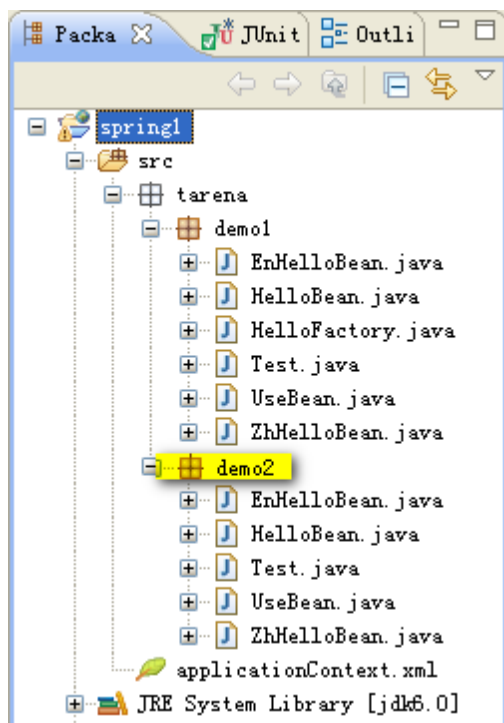 Packa JUnit Outli
spring1
src
tarena
demo1
EnHelloBean.java
HelloBean.java
HelloFactory.java
Test.java
UseBean.java
ZhHelloBean.java
demo2
EnHelloBean.java
HelloBean.java
Test.java
UseBean.java
ZhHelloBean.java
applicationContext.xml
JRE System Library [jdk6.0]